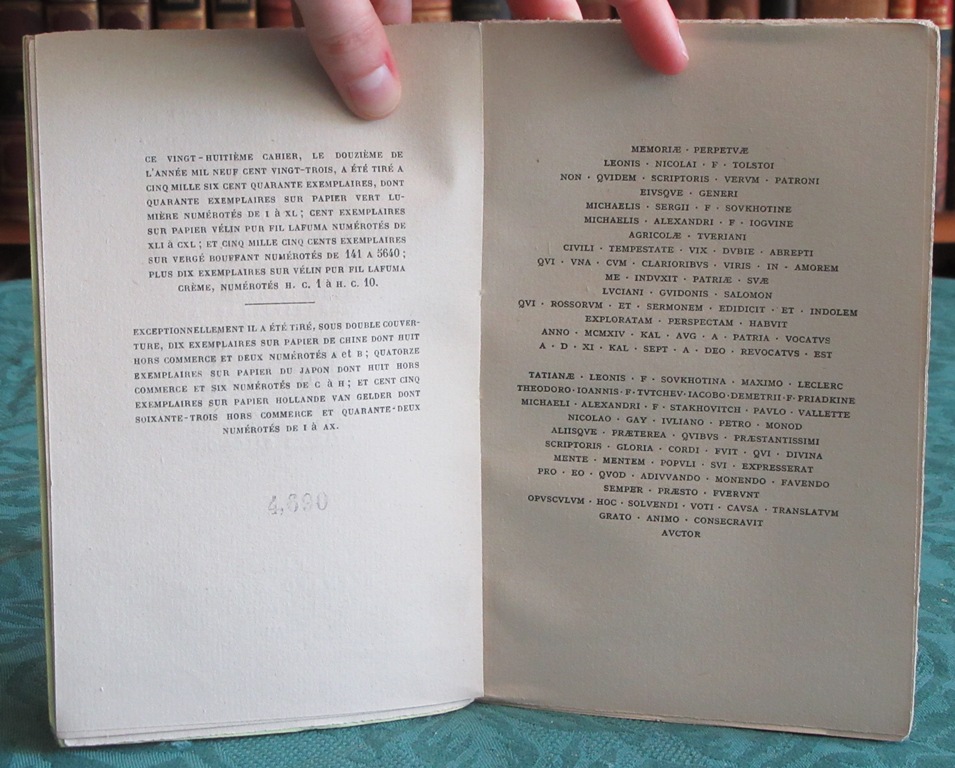 CE VINGT-HUITIÈME CAHIER, LE DOUZIÈME DE
L'ANNÉE MIL NEUF CENT VINGT-TROIS, A ÉTÉ TIRÉ A
CINQ MILLE SIX CENT QUARANTE EXEMPLAIRES, DONT
QUARANTE EXEMPLAIRES SUR PAPIER VERT LU-
MIÈRE NUMÉROTÉS DE I à XL; CENT EXEMPLAIRES
SUR PAPIER VÉLIN PUR FIL LAFUMA NUMÉROTÉS DE
XLI à CXL; ET CINQ MILLE CINQ CENTS EXEMPLAIRES
SUR VERGÉ BOUFFANT NUMÉROTÉS DE 141 A 5640;
PLUS DIX EXEMPLAIRES SUR VÉLIN PUR FIL LAFUMA
CRÈME, NUMÉROTÉS H. C. 1 à H. C. 10.
EXCEPTIONNELLEMENT IL A ÉTÉ TIRÉ, SOUS DOUBLE COUVER-
TURE, DIX EXEMPLAIRES SUR PAPIER DE CHINE DONT HUIT
HORS COMMERCE ET DEUX NUMÉROTÉS A et B; QUATORZE
EXEMPLAIRES SUR PAPIER DU JAPON DONT HUIT HORS
COMMERCE ET SIX NUMÉROTÉS DE C à H; ET CENT CINQ
EXEMPLAIRES SUR PAPIER HOLLANDE VAN GELDER DONT
SOIXANTE-TROIS HORS COMMERCE ET QUARANTE-DEUX
NUMÉROTÉS DE I à AX.
MEMORIÆ · PERPETVÆ
LEONIS · NICOLAI · F · TOLSTOI
NON · QVIDEM · SCRIPTORIS · VERVM · PATRONI
EIVSQVE · GENERI
MICHAELIS · SERGII · F · SOVKHOTINE
MICHAELIS · ALEXANDRI · F · IOGVINE
AGRICOLÆ · TVERIANI
CIVILI · TEMPESTATE · VIX · DVBIE · ABREPTI
QVI · VNA · CVM · CLARIORIBVS · VIRIS · IN · AMOREM
ME · INDVXIT · PATRIÆ · SVÆ
LVCIANI · GVIDONIS · SALOMON
QVI · ROSSORVM · ET · SERMONEM · EDIDICIT · ET · INDOLEM
EXPLORATAM · PERSPECTAM · HABVIT
ANNO · MCMXIV · KAL · AVG · A · PATRIA · VOCATVS
A · D · XI · KAL · SEPT · A · DEO · REVOCATVS · EST
TATIANÆ · LEONIS · F · SOVKHOTINA · MAXIMO · LECLERC
THEODORO · IOANNIS · F · TVTCHEV · IACOBO · DEMETRII · F · PRIADKINE
MICHAELI · ALEXANDRI · F · STAKHOVITCH · PAVLO · VALLETTE
NICOLAO · GAY · IVLIANO · PETRO · MONOD
ALIISQVE · PRÆTEREA · QVIBVS · PRÆSTANTISSIMI
SCRIPTORIS · GLORIA · CORDI · FVIT · QVI · DIVINA
MENTE · MENTEM · POPVLI · SVI · EXPRESSERAT
PRO · EO · QVOD · ADIVVANDO · MONENDO · FAVENDO
SEMPER · PRÆSTO · FVERVNT
OPVSCVLVM · HOC · SOLVENDI · VOTI · CAVSA · TRANSLATVM
GRATO · ANIMO · CONSECRAVIT
AVCTOR